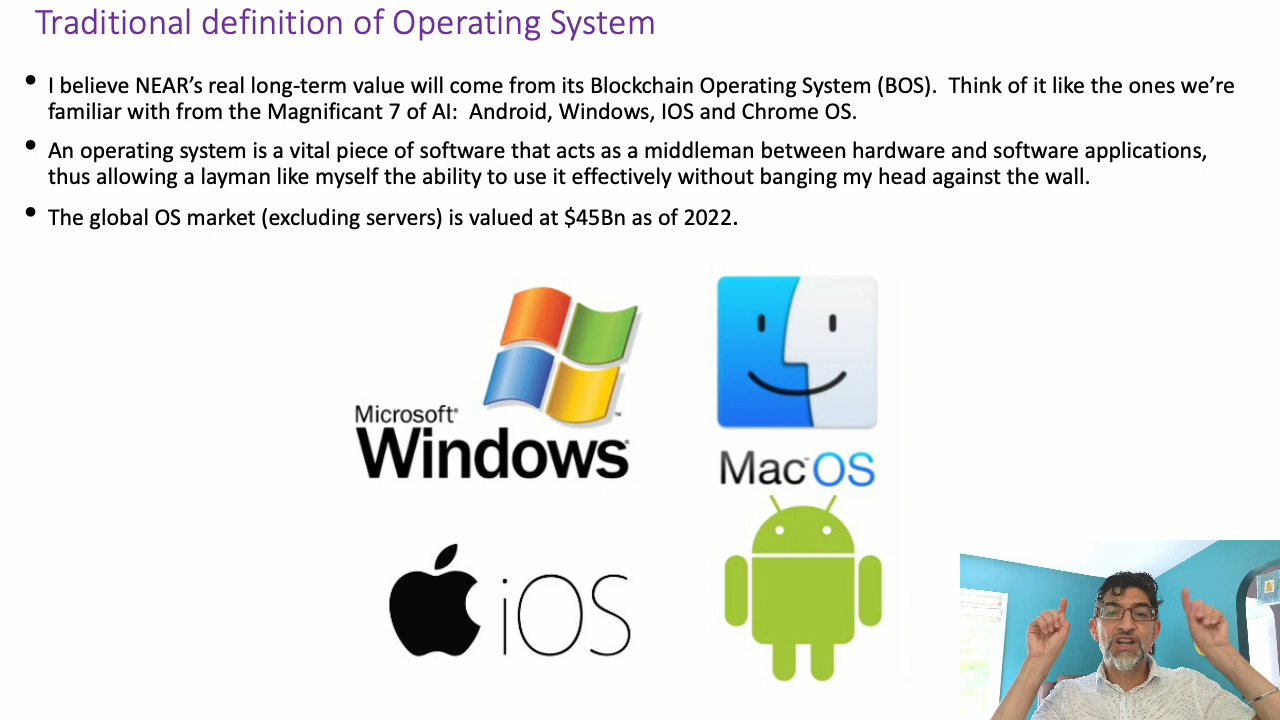 Traditional definition of Operating System
• I believe NEAR’s real long-term value will come from its Blockchain Operating System (BOS).  Think of it like the ones we’re
familiar with from the Magnificant 7 of AI:  Android, Windows, IOS and Chrome OS.
• An operating system is a vital piece of software that acts as a middleman between hardware and software applications,
thus allowing a layman like myself the ability to use it effectively without banging my head against the wall.
• The global OS market (excluding servers) is valued at $45Bn as of 2022.
Microsoft®
Windows®
™
Mac™OS
iOS